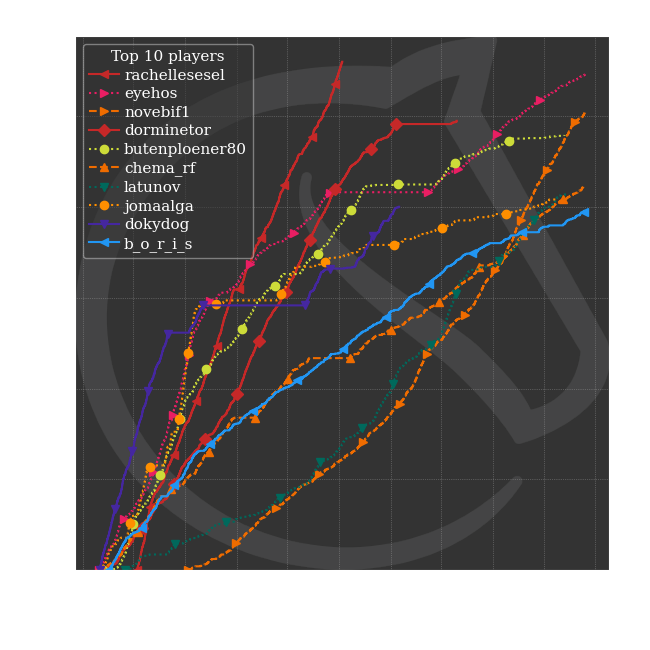 Top 10 players
rachellesesel
eyehos
novebif1
dorminetor
butenploener80
chema_rf
latunov
jomaalga
dokydog
b_o_r_i_s